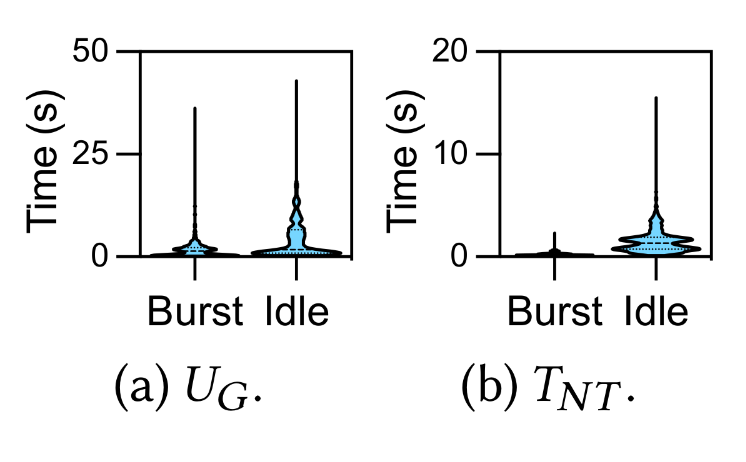 Time (s)
50
25
0
Burst Idle
(a) U_G.
Time (s)
20
10
0
Burst Idle
(b) T_NT.